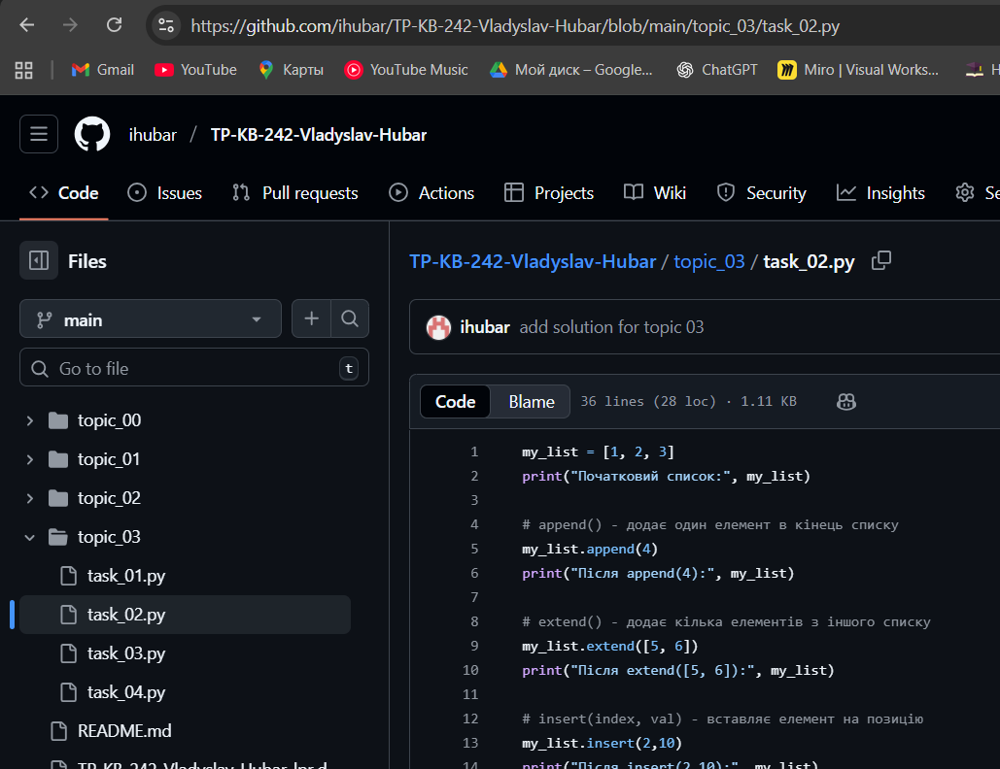 https://github.com/ihubar/TP-KB-242-Vladyslav-Hubar/blob/main/topic_03/task_02.py
Gmail YouTube Карты YouTube Music Мой диск – Google... ChatGPT Miro | Visual Works...
ihubar / TP-KB-242-Vladyslav-Hubar
Code Issues Pull requests Actions Projects Wiki Security Insights
Files
main
Go to file t
topic_00
topic_01
topic_02
topic_03
task_01.py
task_02.py
task_03.py
task_04.py
README.md
TP-KB-242-Vladyslav-Hubar / topic_03 / task_02.py
ihubar add solution for topic 03
Code Blame 36 lines (28 loc) · 1.11 KB
1 my_list = [1, 2, 3]
2 print("Початковий список:", my_list)
3
4 # append() - додає один елемент в кінець списку
5 my_list.append(4)
6 print("Після append(4):", my_list)
7
8 # extend() - додає кілька елементів з іншого списку
9 my_list.extend([5, 6])
10 print("Після extend([5, 6]):", my_list)
11
12 # insert(index, val) - вставляє елемент на позицію
13 my_list.insert(2,10)
14 print("Після insert(2,10):", my_list)